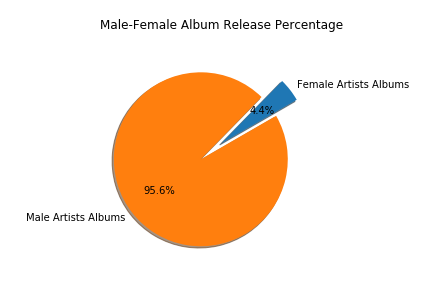 Male-Female Album Release Percentage
Female Artists Albums
4.4%
95.6%
Male Artists Albums